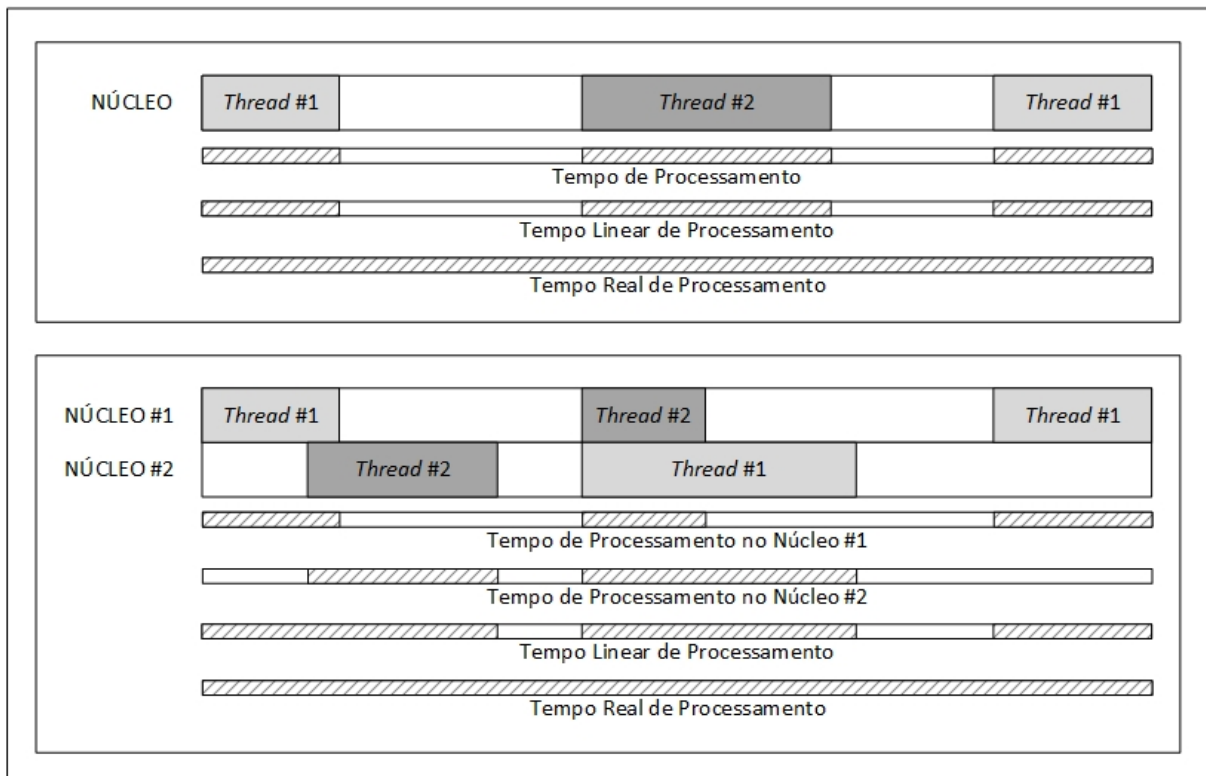 NÚCLEO Thread #1 Thread #2 Thread #1
Tempo de Processamento
Tempo Linear de Processamento
Tempo Real de Processamento
NÚCLEO #1 Thread #1 Thread #2 Thread #1
NÚCLEO #2 Thread #2 Thread #1
Tempo de Processamento no Núcleo #1
Tempo de Processamento no Núcleo #2
Tempo Linear de Processamento
Tempo Real de Processamento